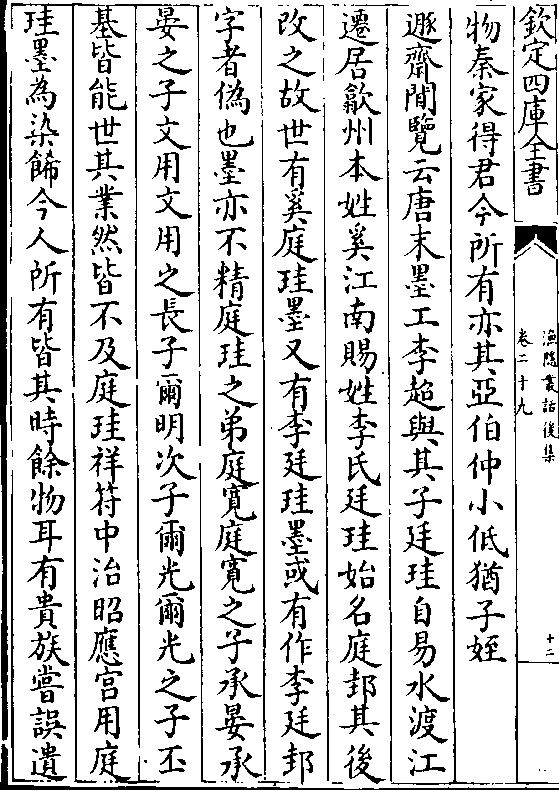 欽定四庫全書
漁隱叢話後集
卷二十九
十二
物秦家得君今所有亦其亞伯仲小低猶子姪
遯齋閒覽云唐末墨工李超與其子廷珪自易水渡江
遷居歙州本姓奚江南賜姓李氏廷珪始名庭邽其後
改之故世有奚庭珪墨又有李廷珪墨或有作李廷邽
字者偽也墨亦不精庭珪之弟庭寛庭寛之子承晏承
晏之子文用文用之長子爾明次子爾光爾光之子丕
基皆能世其業然皆不及庭珪祥符中治昭應宮用庭
珪墨為染餙今人所有皆其時餘物耳有貴族嘗誤遺